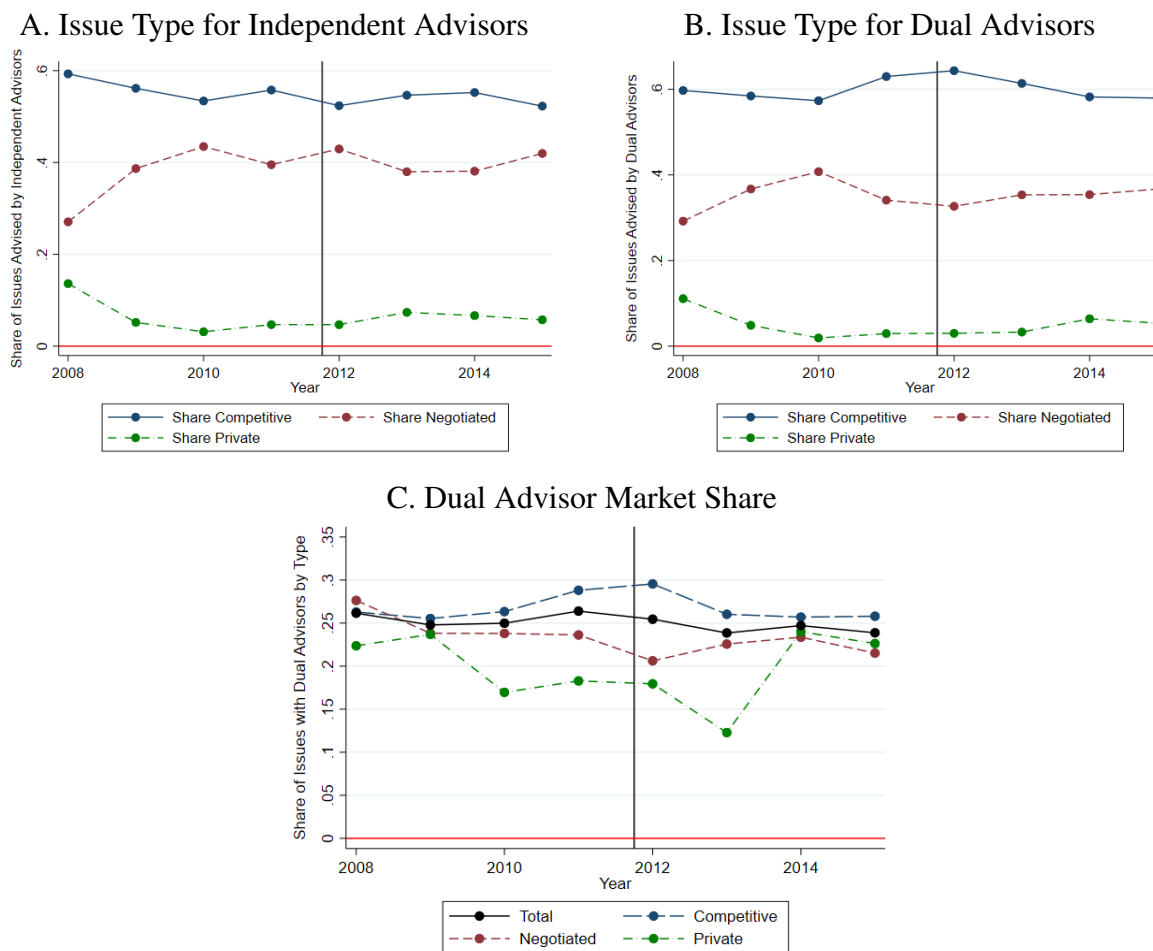 A. Issue Type for Independent Advisors
Share of Issues Advised by Independent Advisors
.6
.4
.2
0
2008 2010 2012 2014
Year
Share Competitive Share Negotiated
Share Private
B. Issue Type for Dual Advisors
Share of Issues Advised by Dual Advisors
.6
.4
.2
0
2008 2010 2012 2014
Year
Share Competitive Share Negotiated
Share Private
C. Dual Advisor Market Share
Share of Issues with Dual Advisors by Type
.35
.3
.25
.2
.15
.1
.05
0
2008 2010 2012 2014
Year
Total Competitive
Negotiated Private